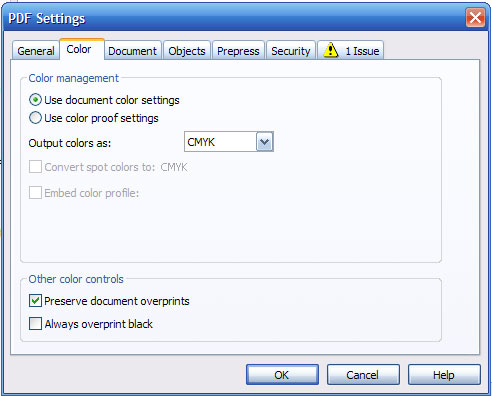 PDF Settings
General Color Document Objects Prepress Security 1 Issue
Color management
Use document color settings
Use color proof settings
Output colors as: CMYK
Convert spot colors to: CMYK
Embed color profile:
Other color controls
Preserve document overprints
Always overprint black
OK Cancel Help